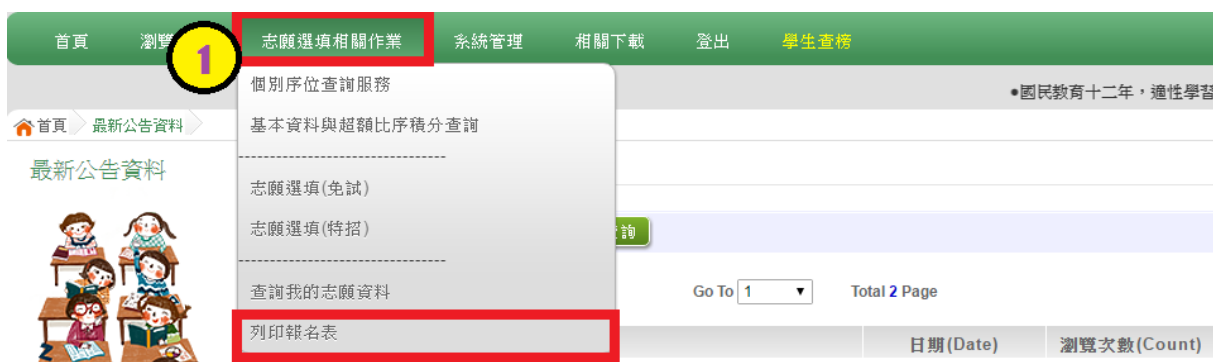 首頁 瀏覽 志願選填相關作業 系統管理 相關下載 登出 學生查榜
1
個別序位查詢服務
●國民教育十二年，適性學習
首頁 最新公告資料
基本資料與超額比序積分查詢
--------------------------------
最新公告資料
志願選填(免試)
志願選填(特招)
詢
--------------------------------
查詢我的志願資料
Go To 1 Total 2 Page
列印報名表
日期(Date) 瀏覽次數(Count)